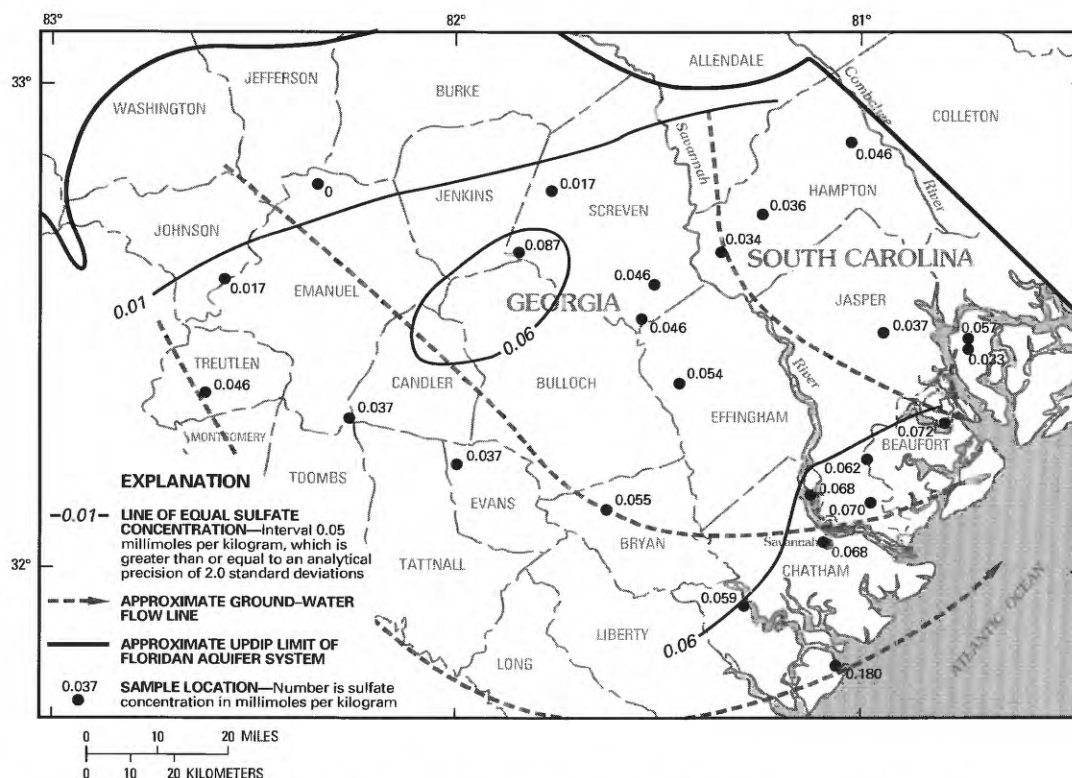 83°
82°
81°
33°
ALLENDALE
JEFFERSON
BURKE
WASHINGTON
Combahee
COLLETON
Savannah
0.046
0
0.017
JENKINS
HAMPTON
River
SCREVEN
0.036
JOHNSON
0.087
0.034
SOUTH CAROLINA
0.017
EMANUEL
0.046
GEORGIA
0.01
JASPER
0.046
0.037
0.057
0.06
0.023
TREUTLEN
River
0.054
CANDLER
BULLOCH
0.046
EFFINGHAM
0.037
MONTGOMERY
0.072
BEAUFORT
0.037
0.062
TOOMBS
0.068
EVANS
0.055
0.070
BRYAN
Savannah
0.068
32°
TATTNALL
CHATHAM
0.059
LIBERTY
0.06
LONG
0.180
ATLANTIC OCEAN
EXPLANATION
—0.01— LINE OF EQUAL SULFATE
CONCENTRATION—Interval 0.05
millimoles per kilogram, which is
greater than or equal to an analytical
precision of 2.0 standard deviations
APPROXIMATE GROUND–WATER
FLOW LINE
APPROXIMATE UPDIP LIMIT OF
FLORIDAN AQUIFER SYSTEM
0.037 SAMPLE LOCATION—Number is sulfate
concentration in millimoles per kilogram
0 10 20 MILES
0 10 20 KILOMETERS